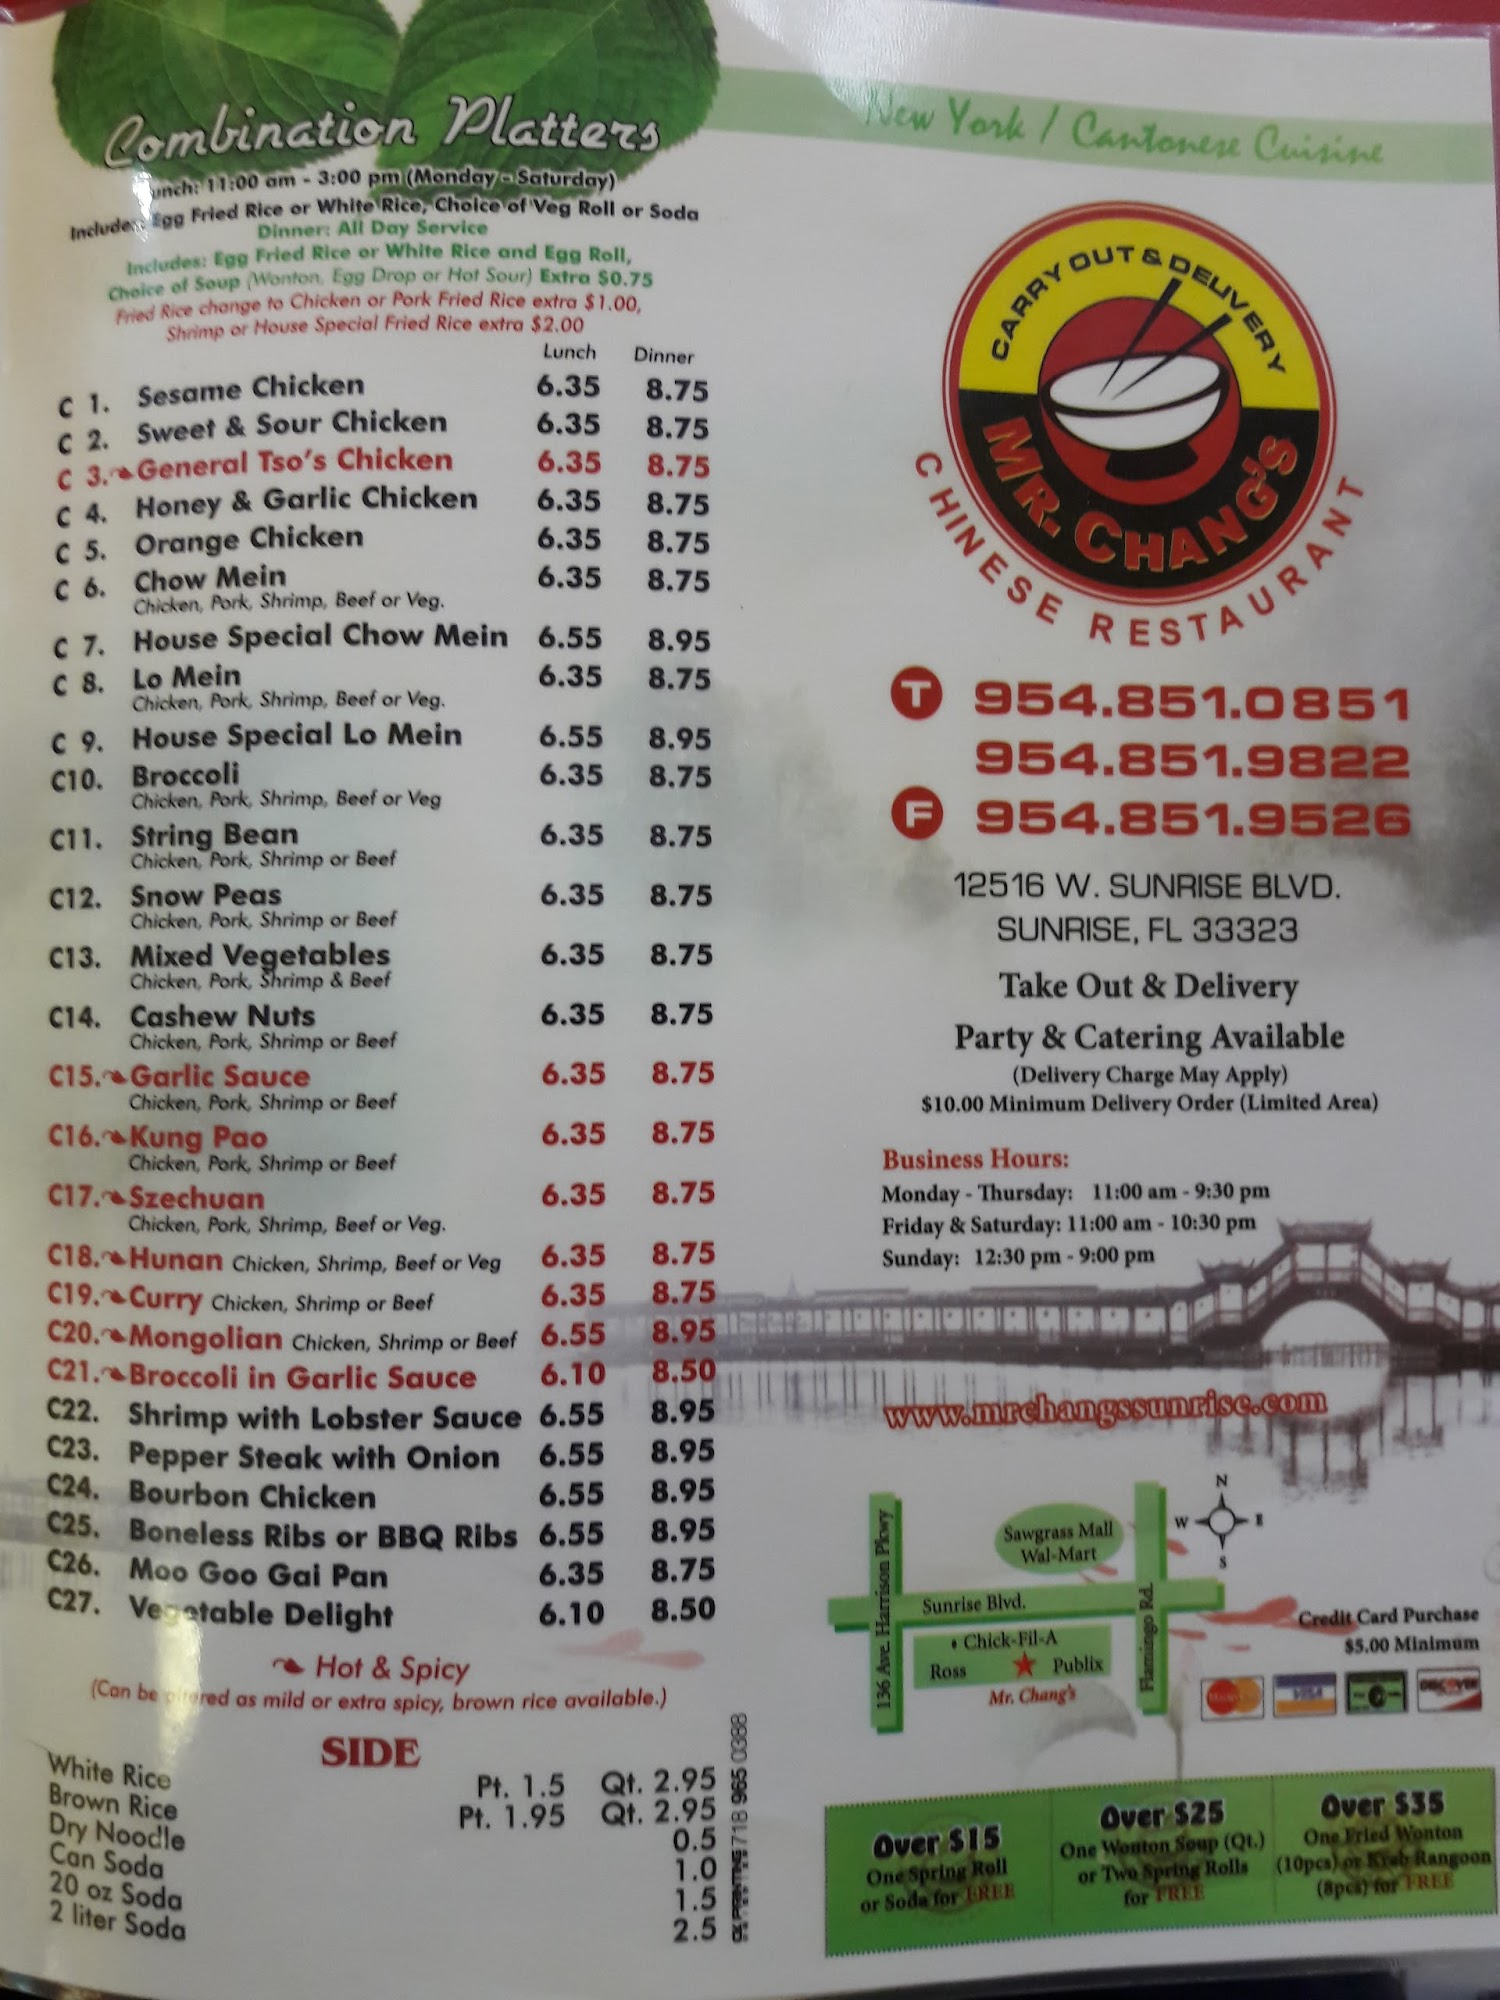 Combination Platters
Lunch: 11:00 am - 3:00 pm (Monday - Saturday)
Includes: Egg Fried Rice or White Rice, Choice of Veg Roll or Soda
Dinner: All Day Service
Includes: Egg Fried Rice or White Rice and Egg Roll,
Choice of Soup (Wonton, Egg Drop or Hot Sour) Extra $0.75
Fried Rice change to Chicken or Pork Fried Rice extra $1.00,
Shrimp or House Special Fried Rice extra $2.00
Lunch Dinner
C 1. Sesame Chicken 6.35 8.75
C 2. Sweet & Sour Chicken 6.35 8.75
C 3. General Tso's Chicken 6.35 8.75
C 4. Honey & Garlic Chicken 6.35 8.75
C 5. Orange Chicken 6.35 8.75
C 6. Chow Mein 6.35 8.75
Chicken, Pork, Shrimp, Beef or Veg.
C 7. House Special Chow Mein 6.55 8.95
C 8. Lo Mein 6.35 8.75
Chicken, Pork, Shrimp, Beef or Veg.
C 9. House Special Lo Mein 6.55 8.95
C10. Broccoli 6.35 8.75
Chicken, Pork, Shrimp, Beef or Veg
C11. String Bean 6.35 8.75
Chicken, Pork, Shrimp or Beef
C12. Snow Peas 6.35 8.75
Chicken, Pork, Shrimp or Beef
C13. Mixed Vegetables 6.35 8.75
Chicken, Pork, Shrimp & Beef
C14. Cashew Nuts 6.35 8.75
Chicken, Pork, Shrimp or Beef
C15. Garlic Sauce 6.35 8.75
Chicken, Pork, Shrimp or Beef
C16. Kung Pao 6.35 8.75
Chicken, Pork, Shrimp or Beef
C17. Szechuan 6.35 8.75
Chicken, Pork, Shrimp, Beef or Veg.
C18. Hunan Chicken, Shrimp, Beef or Veg 6.35 8.75
C19. Curry Chicken, Shrimp or Beef 6.35 8.75
C20. Mongolian Chicken, Shrimp or Beef 6.55 8.95
C21. Broccoli in Garlic Sauce 6.10 8.50
C22. Shrimp with Lobster Sauce 6.55 8.95
C23. Pepper Steak with Onion 6.55 8.95
C24. Bourbon Chicken 6.55 8.95
C25. Boneless Ribs or BBQ Ribs 6.55 8.95
C26. Moo Goo Gai Pan 6.35 8.75
C27. Vegetable Delight 6.10 8.50
Hot & Spicy
(Can be altered as mild or extra spicy, brown rice available.)
SIDE
White Rice Pt. 1.5 Qt. 2.95
Brown Rice Pt. 1.95 Qt. 2.95
Dry Noodle 0.5
Can Soda 1.0
20 oz Soda 1.5
2 liter Soda 2.5
PRINTING 718 965 0388
New York / Cantonese Cuisine
CARRY OUT & DELIVERY
MR. CHANG'S
CHINESE RESTAURANT
T 954.851.0851
954.851.9822
F 954.851.9526
12516 W. SUNRISE BLVD.
SUNRISE, FL 33323
Take Out & Delivery
Party & Catering Available
(Delivery Charge May Apply)
$10.00 Minimum Delivery Order (Limited Area)
Business Hours:
Monday - Thursday: 11:00 am - 9:30 pm
Friday & Saturday: 11:00 am - 10:30 pm
Sunday: 12:30 pm - 9:00 pm
www.mrchangssunrise.com
N
W E
S
Sawgrass Mall
Wal-Mart
136 Ave. Harrison Pkwy
Flamingo Rd.
Sunrise Blvd.
Chick-Fil-A
Ross Publix
Mr. Chang's
Credit Card Purchase
$5.00 Minimum
MasterCard VISA DISCOVER
Over $15
One Spring Roll
or Soda for FREE
Over $25
One Wonton Soup (Qt.)
or Two Spring Rolls
for FREE
Over $35
One Fried Wonton
(10pcs) or Krab Rangoon
(8pcs) for FREE